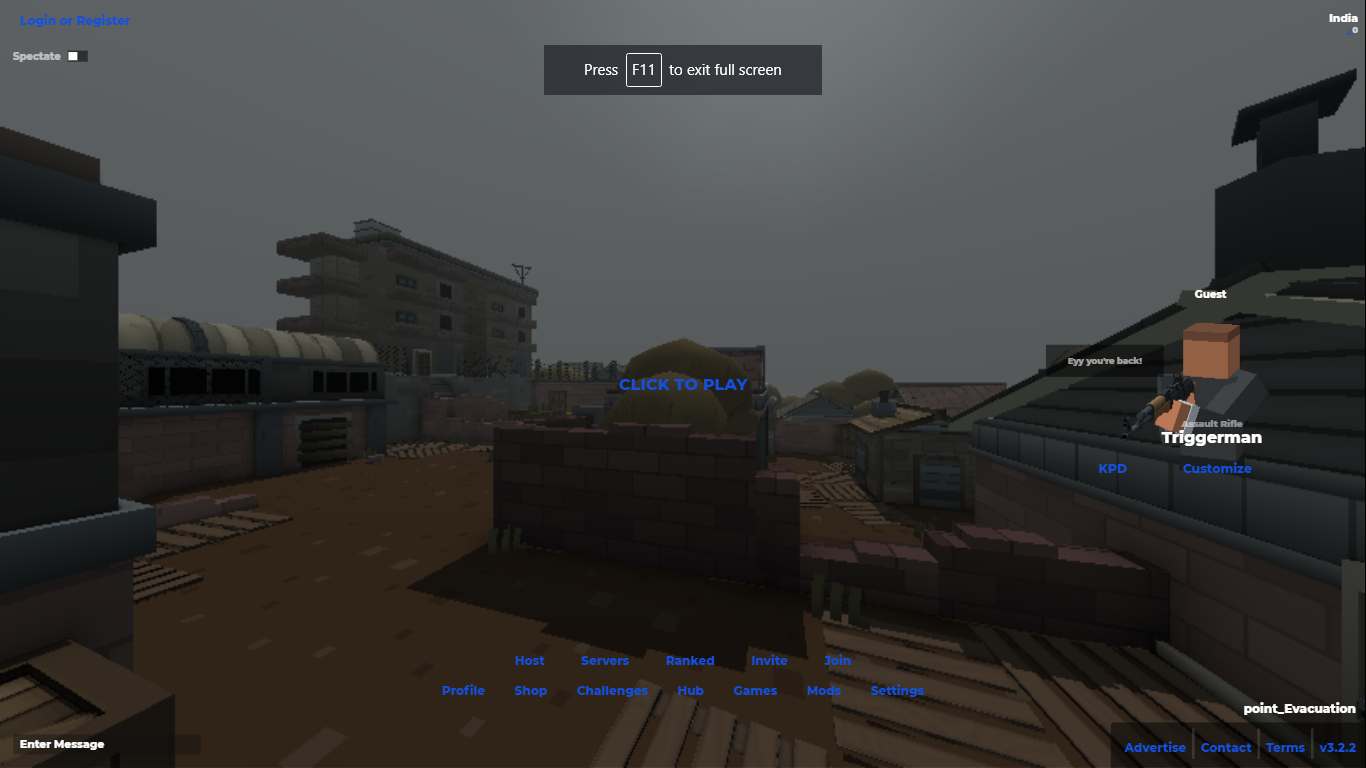 Login or Register
India
0
Spectate
Press F11 to exit full screen
Guest
Eyy you're back!
CLICK TO PLAY
Assault Rifle
Triggerman
KPD Customize
Host Servers Ranked Invite Join
Profile Shop Challenges Hub Games Mods Settings
point_Evacuation
Enter Message
Advertise Contact Terms v3.2.2